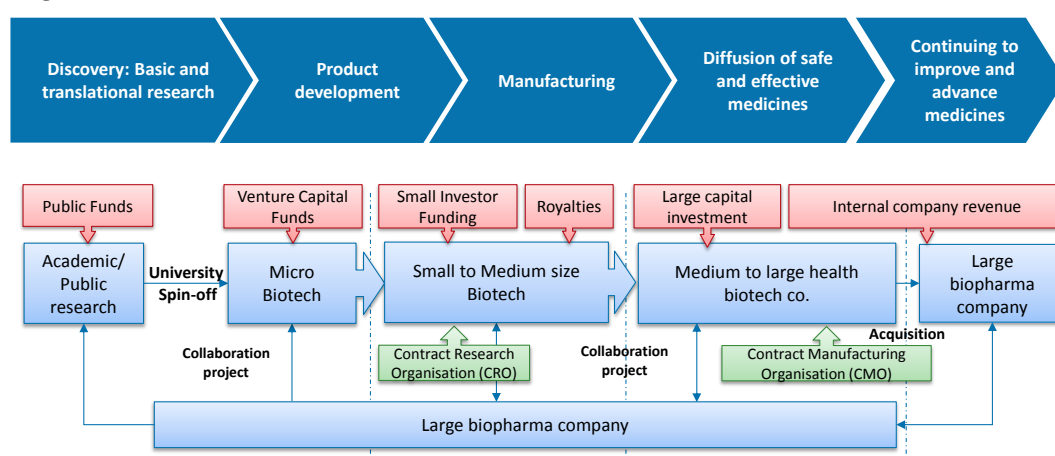 Discovery: Basic and
translational research
Product
development
Manufacturing
Diffusion of safe
and effective
medicines
Continuing to
improve and
advance
medicines
Public Funds
Venture Capital
Funds
Small Investor
Funding
Royalties
Large capital
investment
Internal company revenue
Academic/
Public
research
University
Spin-off
Micro
Biotech
Small to Medium size
Biotech
Medium to large health
biotech co.
Large
biopharma
company
Collaboration
project
Contract Research
Organisation (CRO)
Collaboration
project
Contract Manufacturing
Organisation (CMO)
Acquisition
Large biopharma company